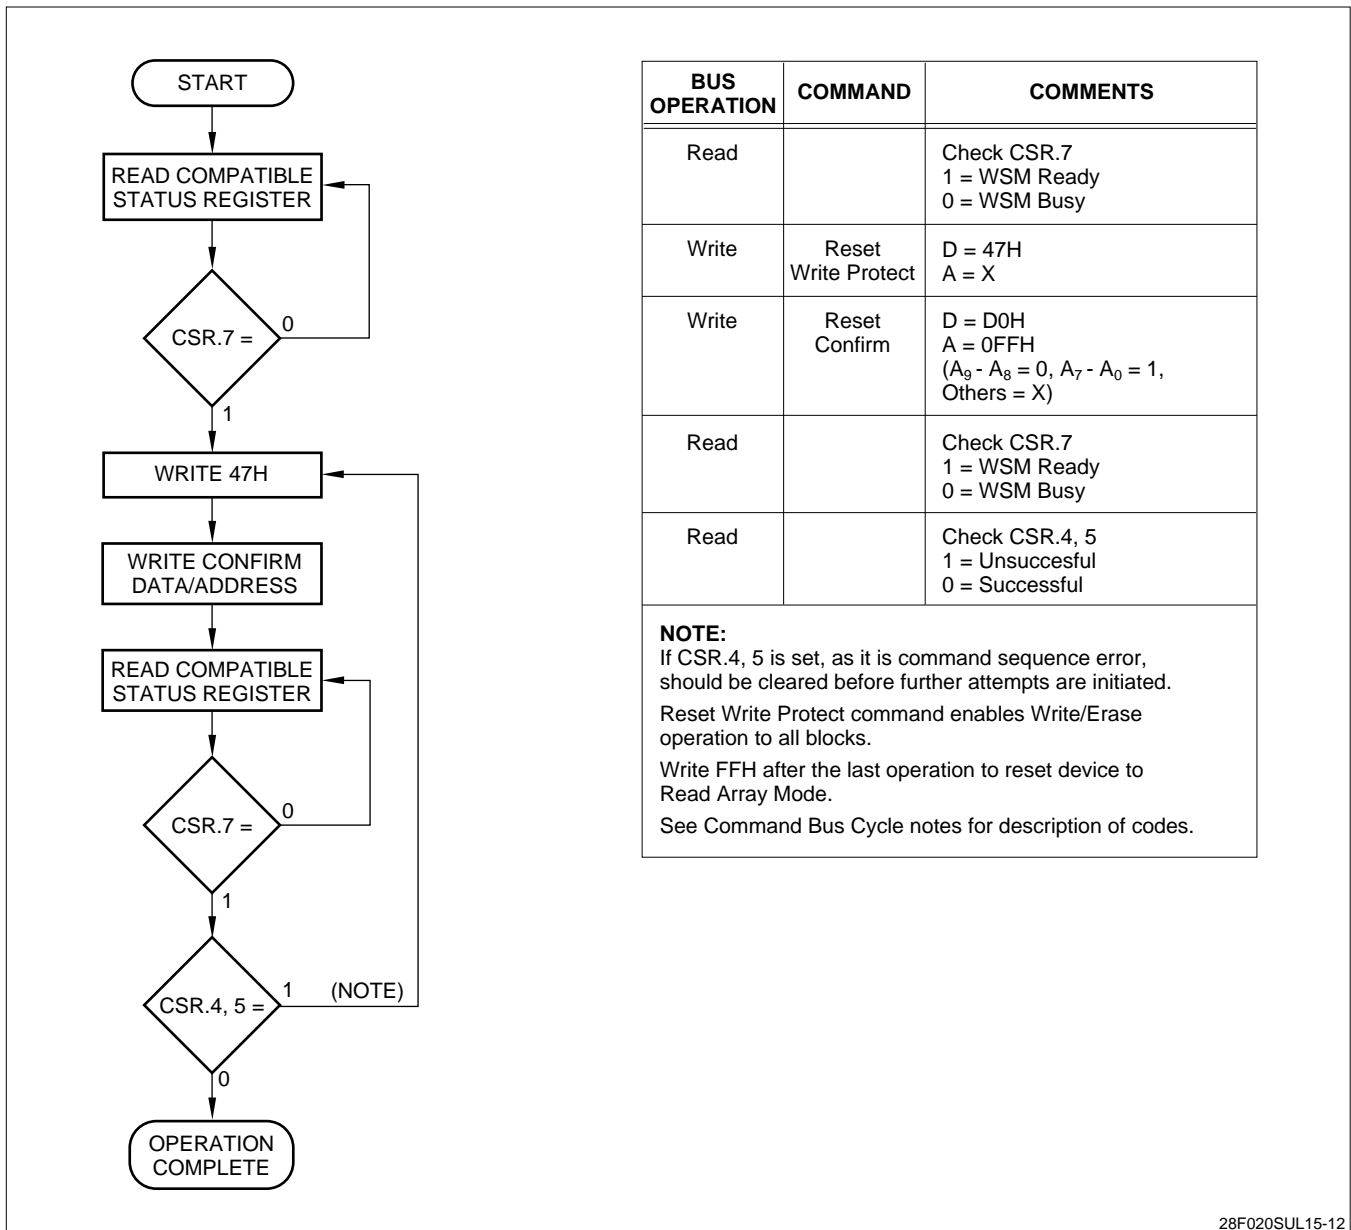 START
READ COMPATIBLE
STATUS REGISTER
CSR.7 =
0
1
WRITE 47H
WRITE CONFIRM
DATA/ADDRESS
READ COMPATIBLE
STATUS REGISTER
CSR.7 =
0
1
CSR.4, 5 =
1 (NOTE)
0
OPERATION
COMPLETE
BUS
OPERATION
COMMAND
COMMENTS
Read
Check CSR.7
1 = WSM Ready
0 = WSM Busy
Write
Reset
Write Protect
D = 47H
A = X
Write
Reset
Confirm
D = D0H
A = 0FFH
(A₉ - A₈ = 0, A₇ - A₀ = 1,
Others = X)
Read
Check CSR.7
1 = WSM Ready
0 = WSM Busy
Read
Check CSR.4, 5
1 = Unsuccesful
0 = Successful
NOTE:
If CSR.4, 5 is set, as it is command sequence error,
should be cleared before further attempts are initiated.
Reset Write Protect command enables Write/Erase
operation to all blocks.
Write FFH after the last operation to reset device to
Read Array Mode.
See Command Bus Cycle notes for description of codes.
28F020SUL15-12